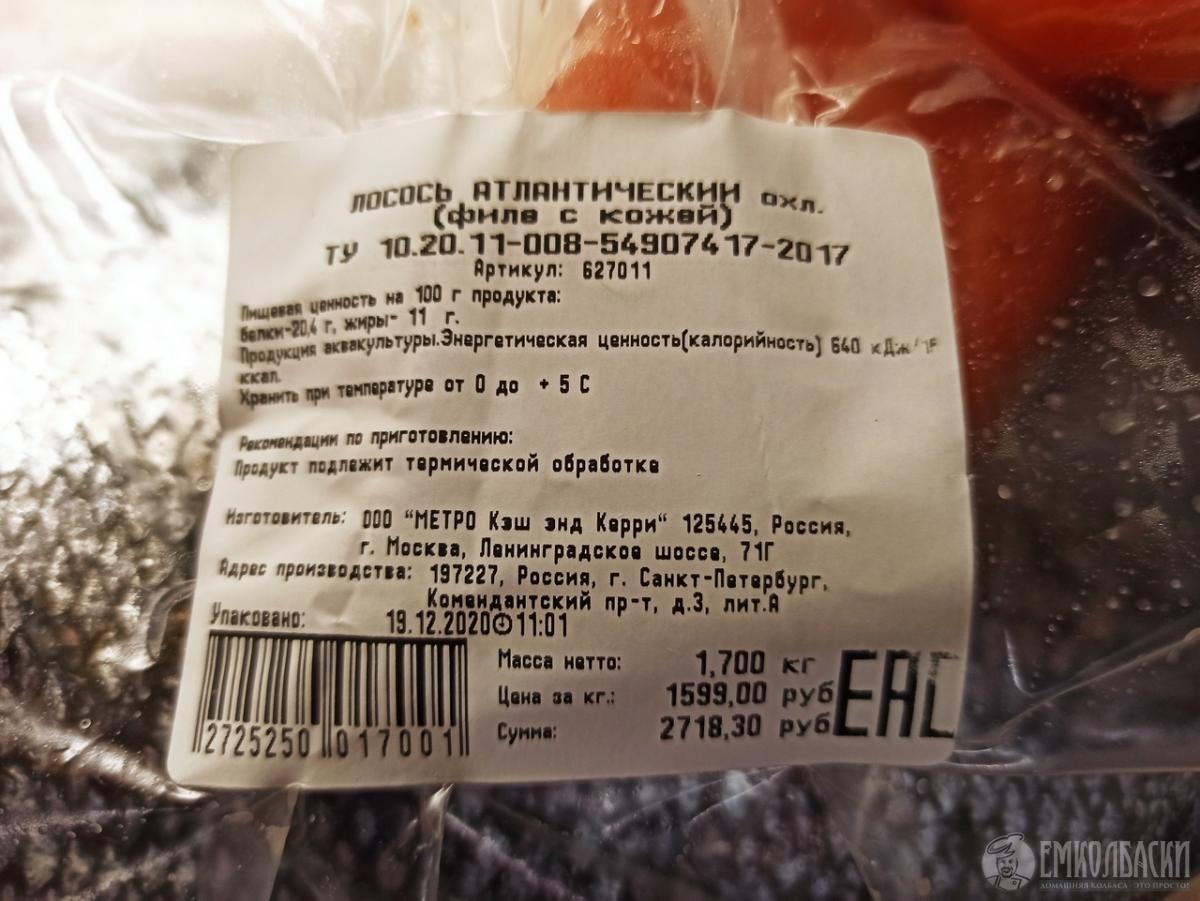 ЛОСОСЬ АТЛАНТИЧЕСКИЙ охл.
(филе с кожей)
ТУ 10.20.11-008-54907417-2017
Артикул: 627011
Пищевая ценность на 100 г продукта:
белки-20,4 г, жиры- 11 г.
Продукция аквакультуры.Энергетическая ценность(калорийность) 640 кДж/
ккал.
Хранить при температуре от 0 до +5 С
Рекомендации по приготовлению:
Продукт подлежит термической обработке
Изготовитель: ООО "МЕТРО Кэш энд Керри" 125445, Россия,
г. Москва, Ленинградское шоссе, 71Г
Адрес производства: 197227, Россия, г. Санкт-Петербург,
Комендантский пр-т, д.3, лит.А
Упаковано: 19.12.2020 11:01
Масса нетто: 1,700 кг
Цена за кг.: 1599,00 руб
Сумма: 2718,30 руб
EAC
2725250 017001
ЕМКОЛБАСКИ
ДОМАШНЯЯ КОЛБАСА - ЭТО ПРОСТО!